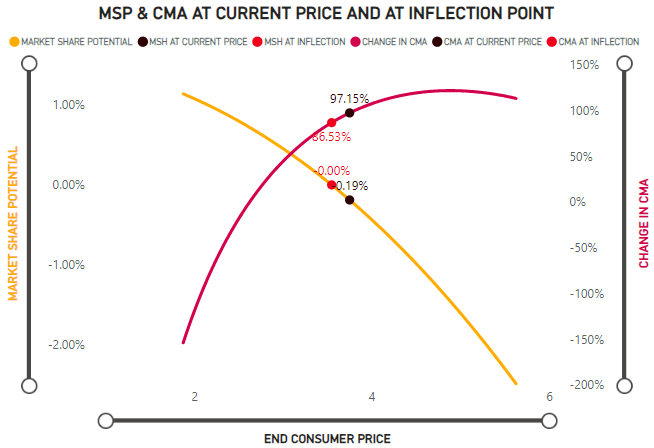 MSP & CMA AT CURRENT PRICE AND AT INFLECTION POINT
MARKET SHARE POTENTIAL MSH AT CURRENT PRICE MSH AT INFLECTION CHANGE IN CMA CMA AT CURRENT PRICE CMA AT INFLECTION
150%
1.00%
97.15%
100%
86.53%
50%
-0.00%
0.00%
-0.19%
0%
-50%
-1.00%
-100%
-2.00%
-150%
-200%
MARKET SHARE POTENTIAL
CHANGE IN CMA
2 4 6
END CONSUMER PRICE